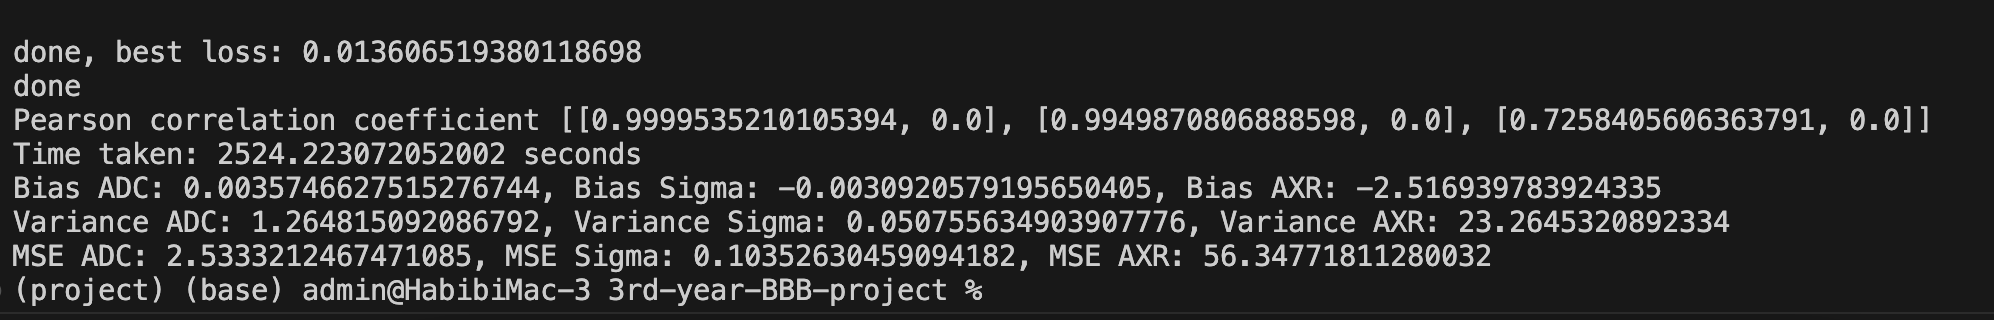 done, best loss: 0.013606519380118698
done
Pearson correlation coefficient [[0.9999535210105394, 0.0], [0.9949870806888598, 0.0], [0.7258405606363791, 0.0]]
Time taken: 2524.223072052002 seconds
Bias ADC: 0.0035746627515276744, Bias Sigma: -0.0030920579195650405, Bias AXR: -2.516939783924335
Variance ADC: 1.264815092086792, Variance Sigma: 0.050755634903907776, Variance AXR: 23.2645320892334
MSE ADC: 2.5333212467471085, MSE Sigma: 0.10352630459094182, MSE AXR: 56.34771811280032
(project) (base) admin@HabibiMac-3 3rd-year-BBB-project %